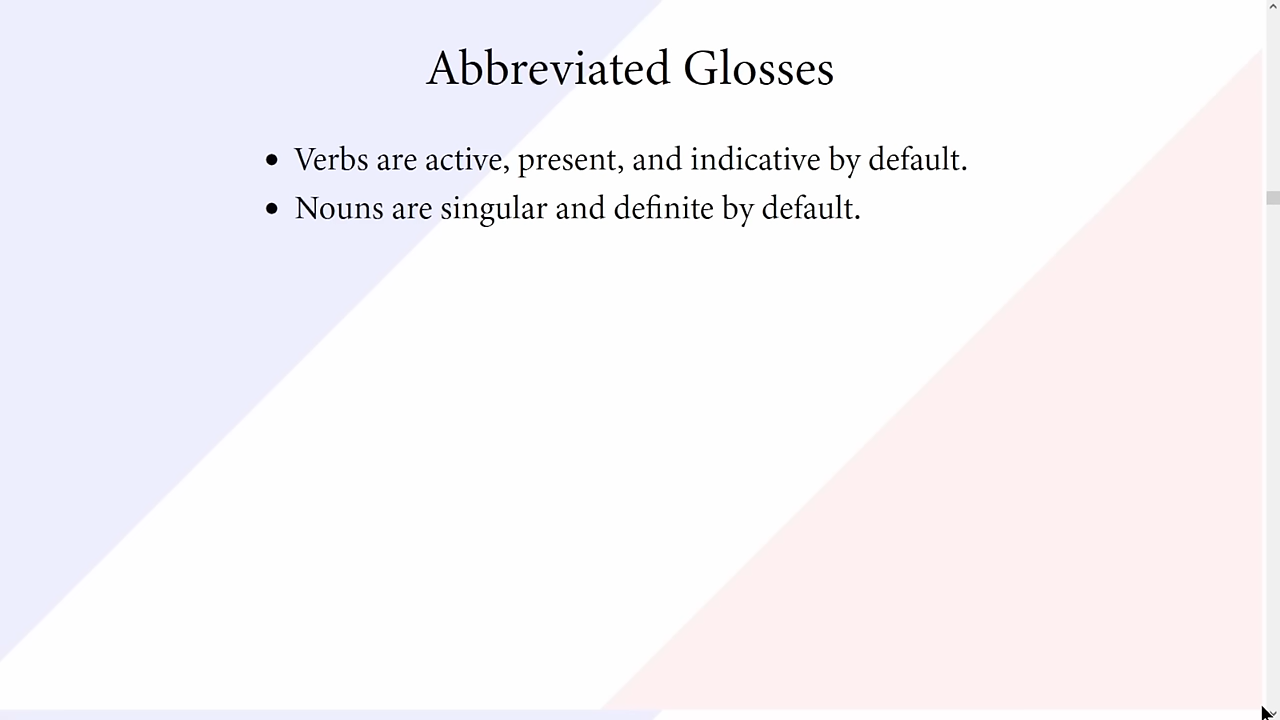 Abbreviated Glosses
• Verbs are active, present, and indicative by default.
• Nouns are singular and definite by default.